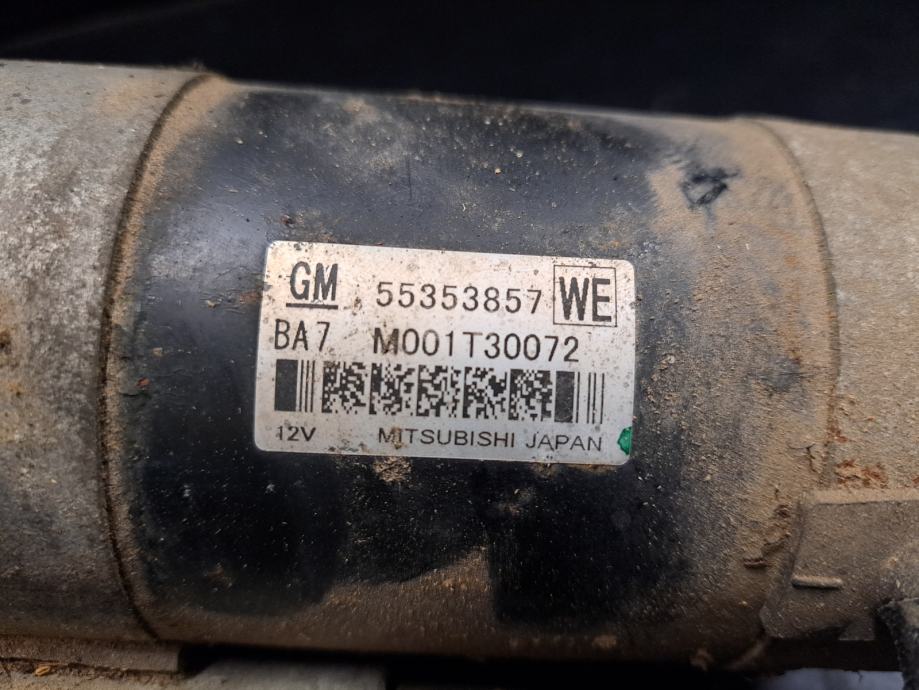 GM 55353857 WE
BA7 M001T30072
12V MITSUBISHI JAPAN